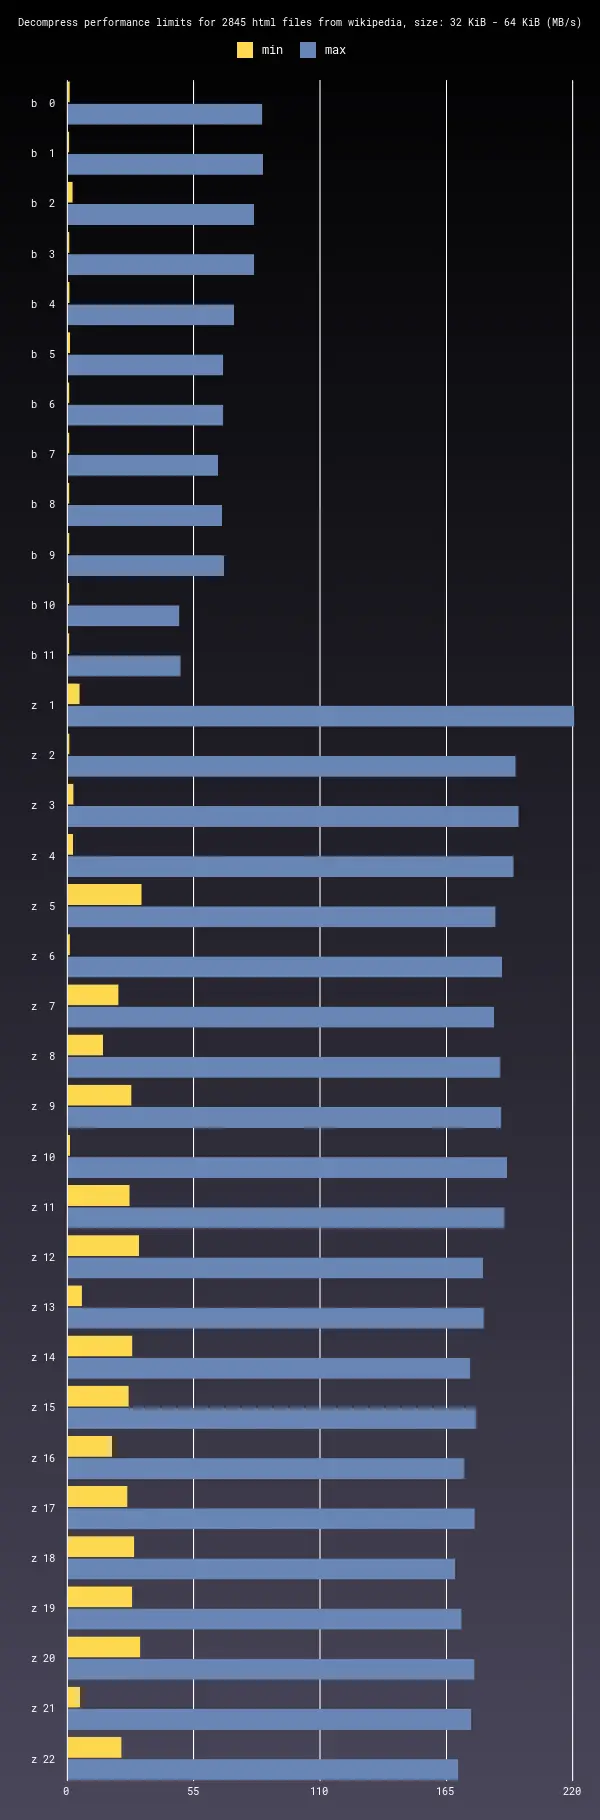 Decompress performance limits for 2845 html files from wikipedia, size: 32 KiB - 64 KiB (MB/s)
min max
b 0
b 1
b 2
b 3
b 4
b 5
b 6
b 7
b 8
b 9
b 10
b 11
z 1
z 2
z 3
z 4
z 5
z 6
z 7
z 8
z 9
z 10
z 11
z 12
z 13
z 14
z 15
z 16
z 17
z 18
z 19
z 20
z 21
z 22
0 55 110 165 220